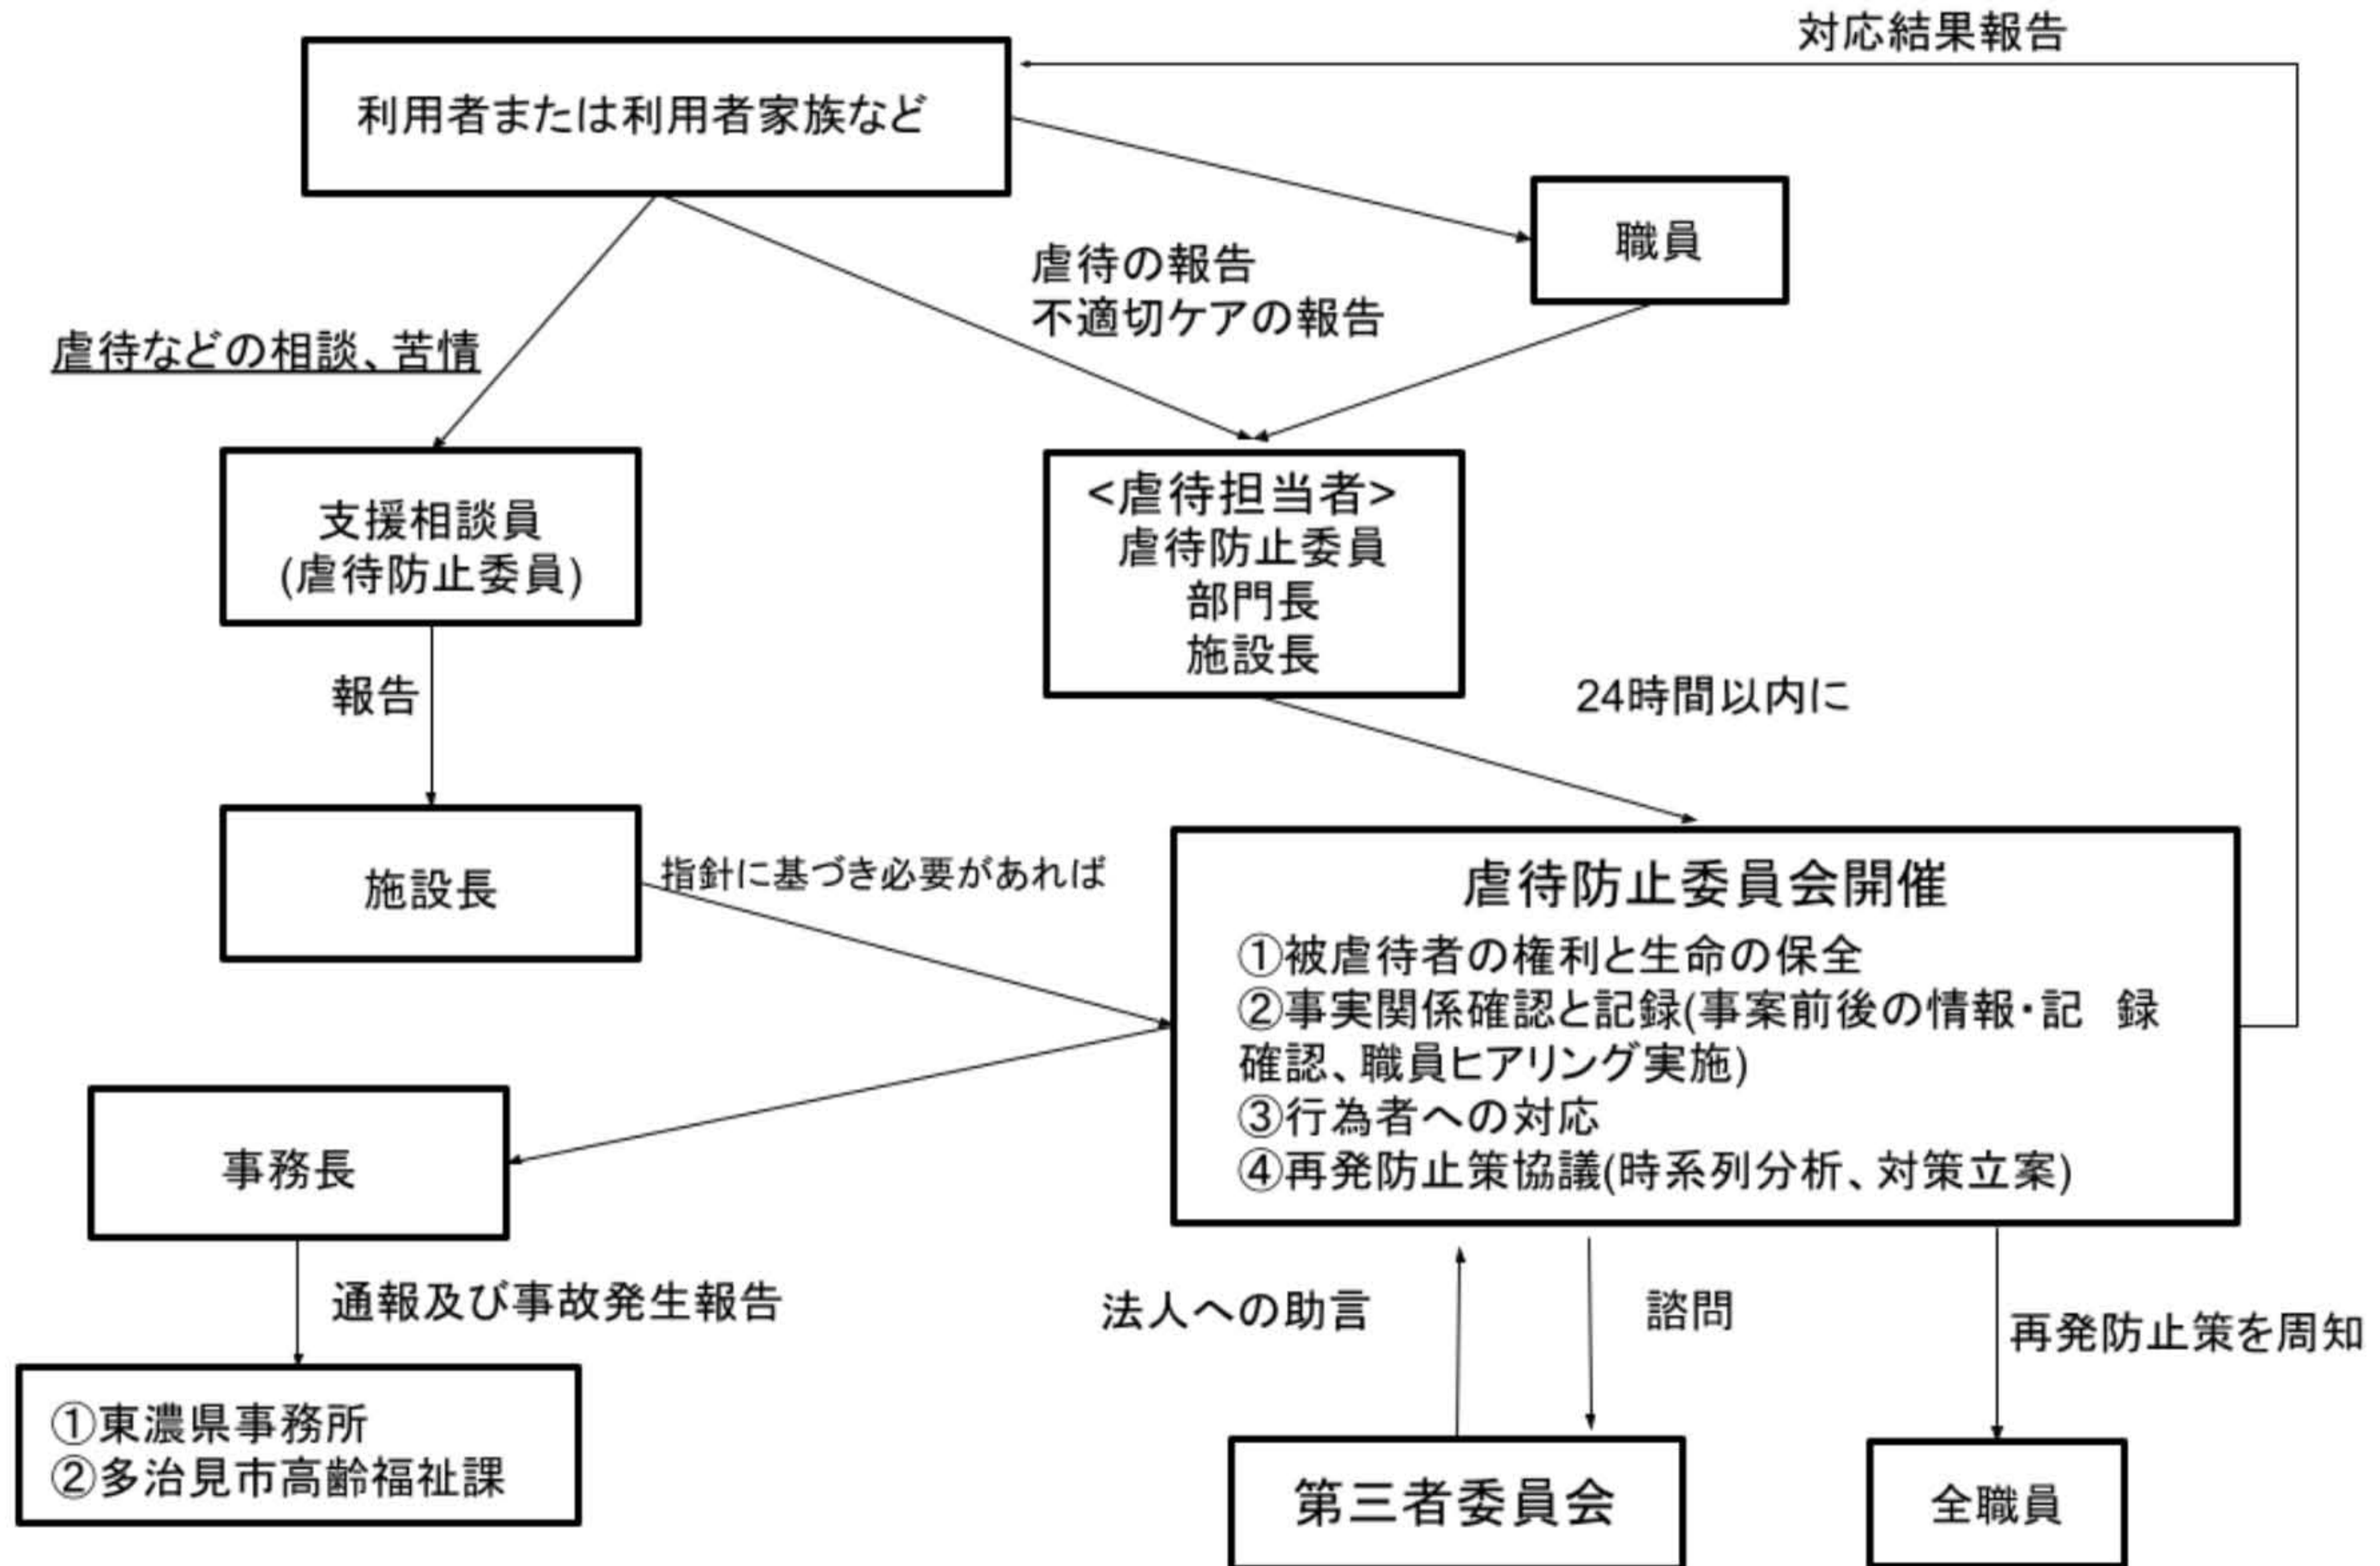 対応結果報告
利用者または利用者家族など
職員
虐待の報告
不適切ケアの報告
虐待などの相談、苦情
支援相談員
(虐待防止委員)
<虐待担当者>
虐待防止委員
部門長
施設長
報告
24時間以内に
施設長
指針に基づき必要があれば
虐待防止委員会開催
①被虐待者の権利と生命の保全
②事実関係確認と記録(事案前後の情報・記　録
確認、職員ヒアリング実施)
③行為者への対応
④再発防止策協議(時系列分析、対策立案)
事務長
通報及び事故発生報告
法人への助言
諮問
再発防止策を周知
①東濃県事務所
②多治見市高齢福祉課
第三者委員会
全職員